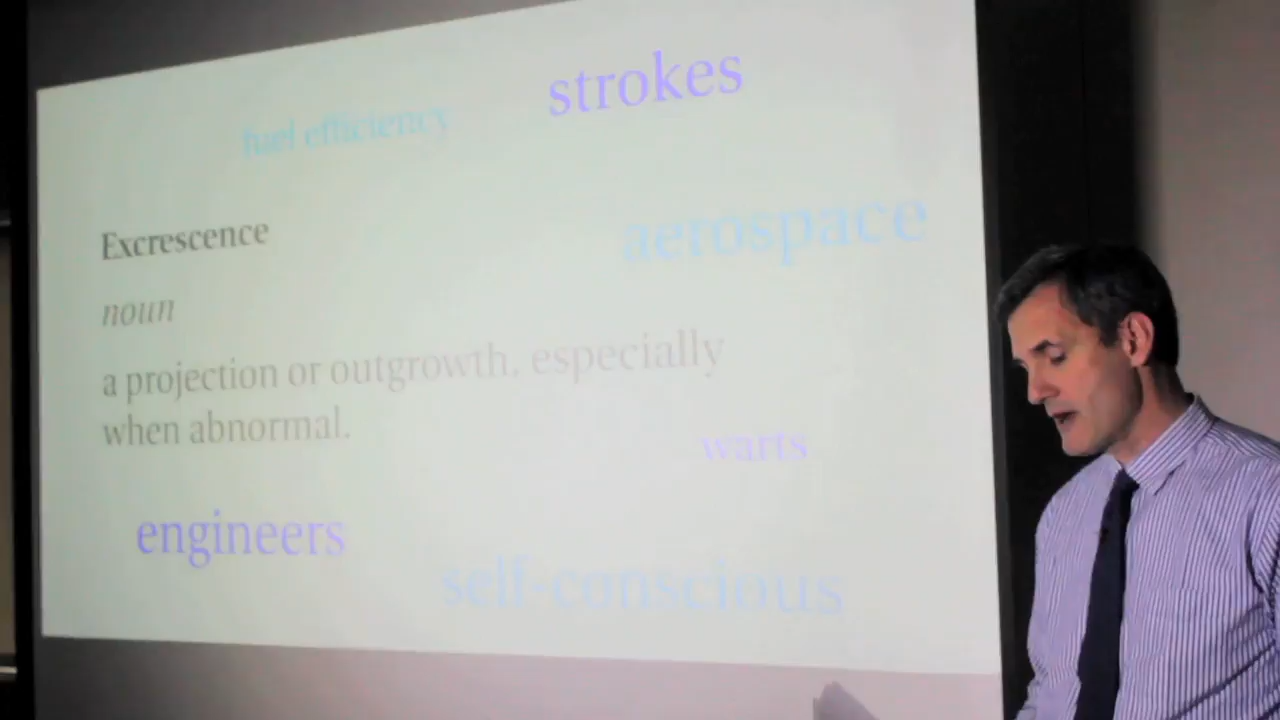 strokes
fuel efficiency
aerospace
Excrescence
noun
a projection or outgrowth, especially
when abnormal.
warts
engineers
self-conscious